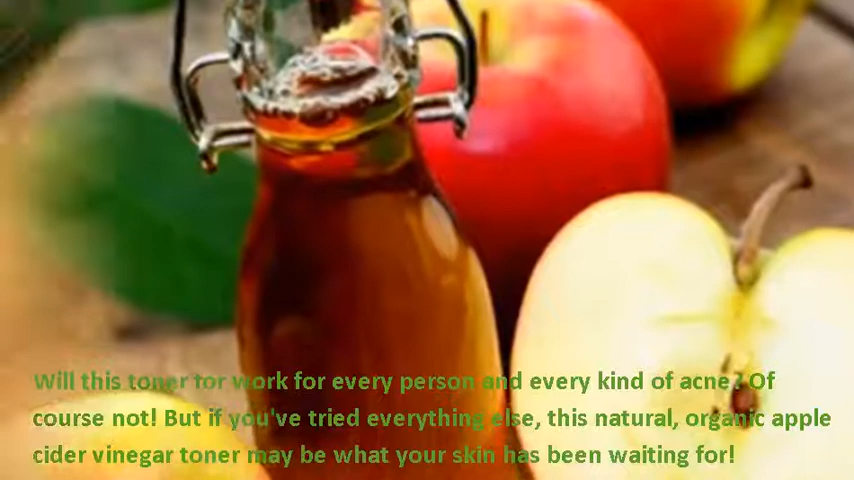 Will this toner tor work for every person and every kind of acne? Of
course not! But if you've tried everything else, this natural, organic apple
cider vinegar toner may be what your skin has been waiting for!